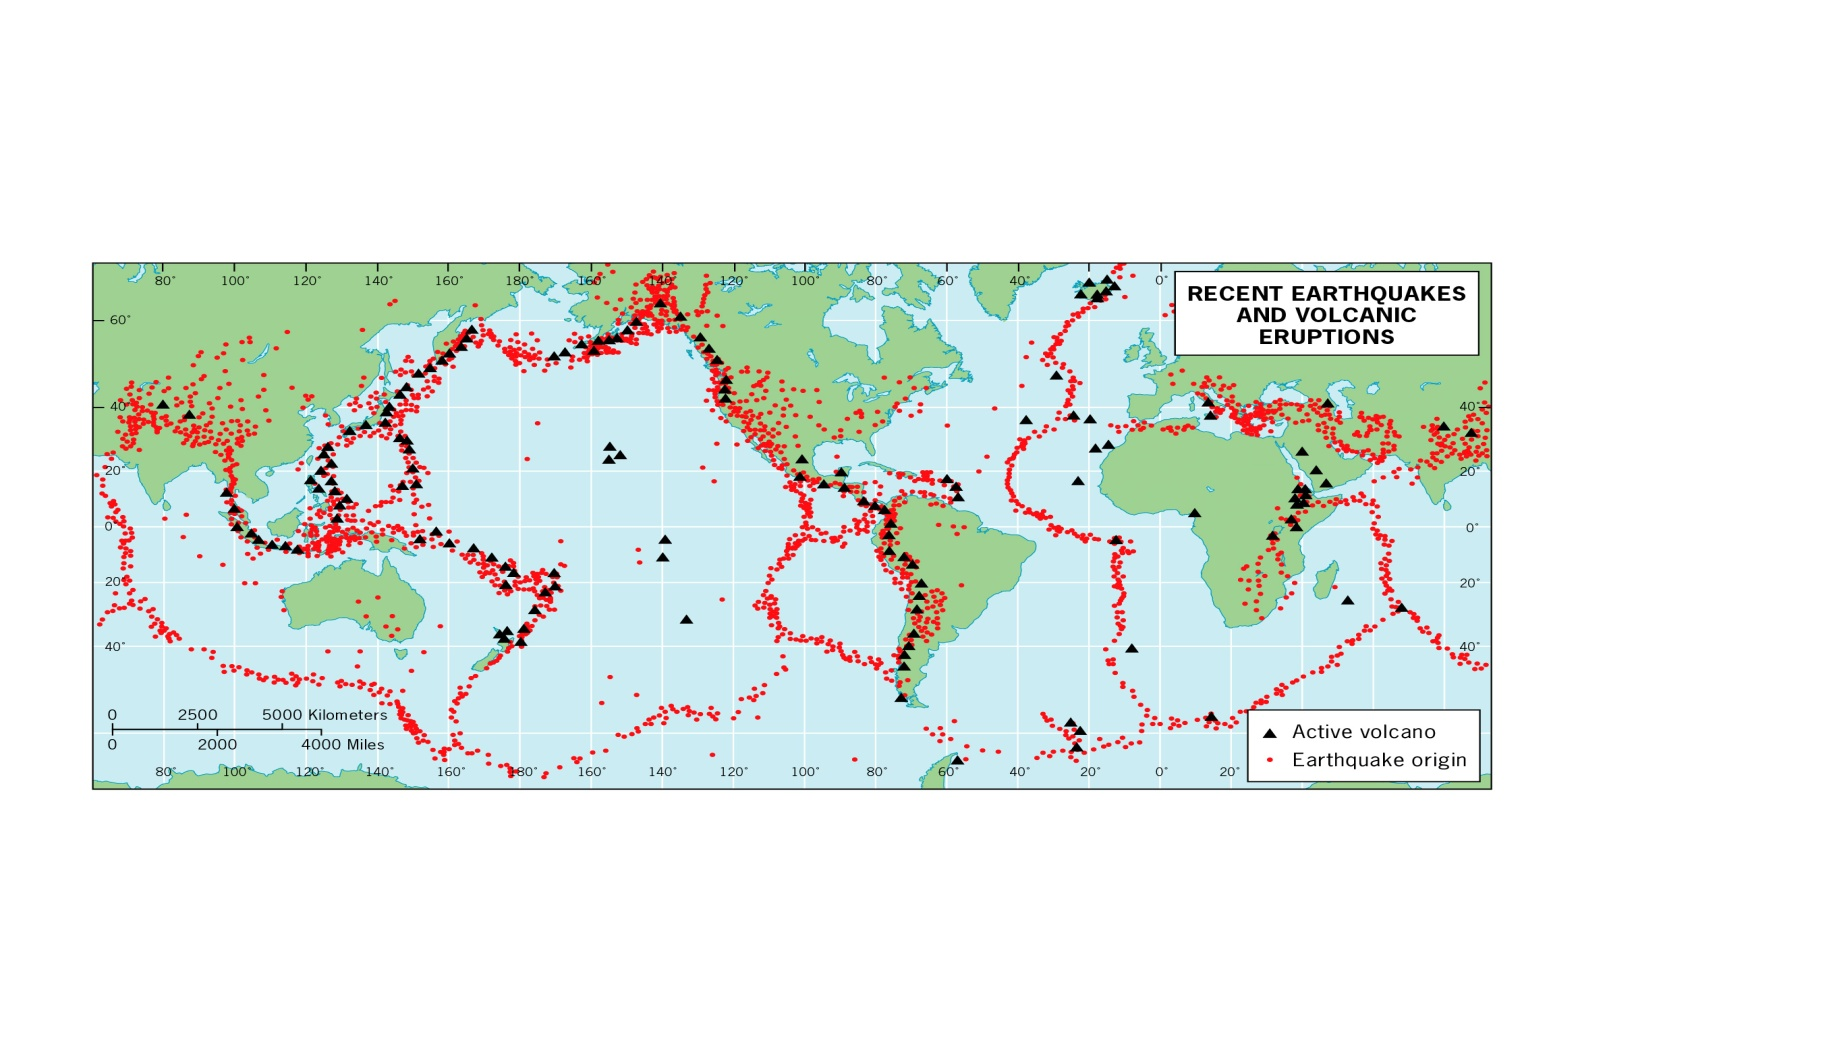 80° 100° 120° 140° 160° 180° 160° 140° 120° 100° 80° 60° 40° 20° 0°
RECENT EARTHQUAKES
AND VOLCANIC
ERUPTIONS
60°
40° 40°
20° 20°
0° 0°
20° 20°
40° 40°
0 2500 5000 Kilometers
0 2000 4000 Miles
Active volcano
Earthquake origin
80° 100° 120° 140° 160° 180° 160° 140° 120° 100° 80° 60° 40° 20° 0° 20°